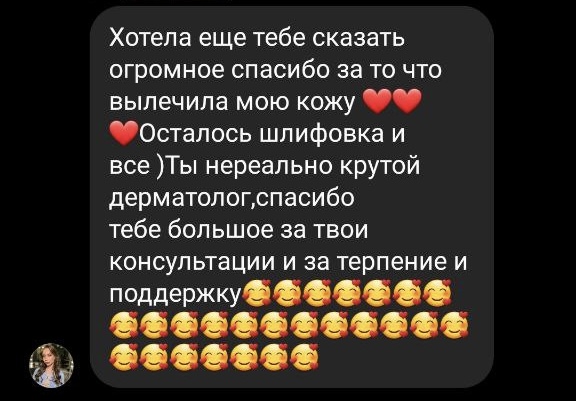 Хотела еще тебе сказать
огромное спасибо за то что
вылечила мою кожу ❤️❤️
❤️Осталось шлифовка и
все )Ты нереально крутой
дерматолог,спасибо
тебе большое за твои
консультации и за терпение и
поддержку🥰🥰🥰🥰🥰🥰🥰
🥰🥰🥰🥰🥰🥰🥰🥰🥰🥰🥰🥰
🥰🥰🥰🥰🥰🥰🥰